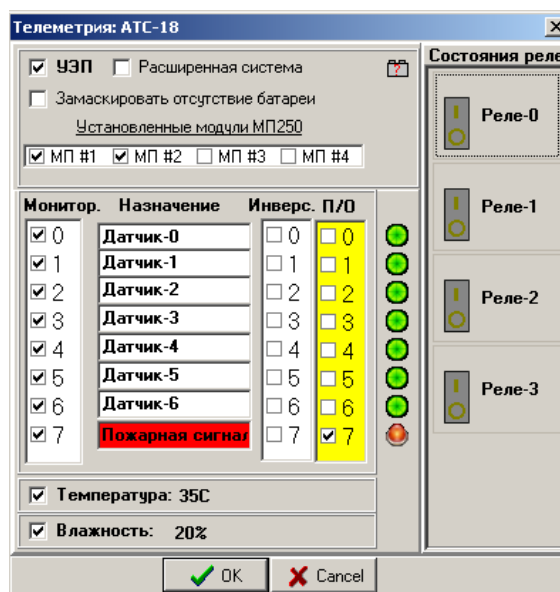 Телеметрия: АТС-18
УЭП Расширенная система
Замаскировать отсутствие батареи
Установленные модули МП250
МП #1 МП #2 МП #3 МП #4
Монитор. Назначение Инверс. П/О
0 Датчик-0 0 0
1 Датчик-1 1 1
2 Датчик-2 2 2
3 Датчик-3 3 3
4 Датчик-4 4 4
5 Датчик-5 5 5
6 Датчик-6 6 6
7 Пожарная сигнал 7 7
Температура: 35C
Влажность: 20%
OK Cancel
Состояния реле
Реле-0
Реле-1
Реле-2
Реле-3